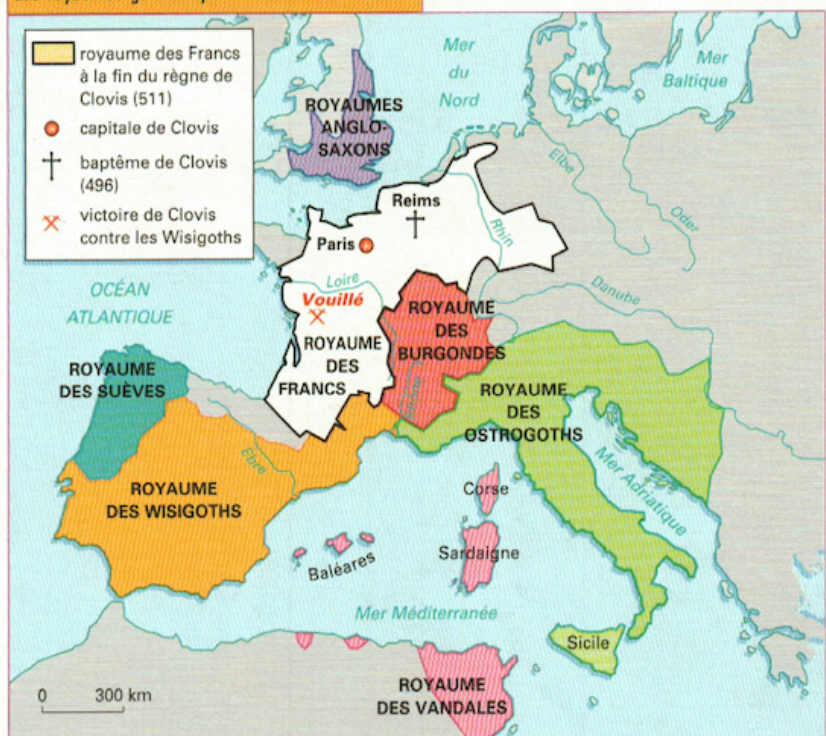 royaume des Francs
à la fin du règne de
Clovis (511)
capitale de Clovis
baptême de Clovis
(496)
victoire de Clovis
contre les Wisigoths
Mer
du
Nord
Mer
Baltique
ROYAUMES
ANGLO-
SAXONS
Elbe
Oder
Reims
Rhin
Paris
Loire
Danube
Vouillé
OCÉAN
ATLANTIQUE
ROYAUME
DES
BURGONDES
ROYAUME
DES
FRANCS
ROYAUME
DES SUÈVES
ROYAUME
DES
OSTROGOTHS
Èbre
Mer Adriatique
ROYAUME
DES WISIGOTHS
Corse
Baléares
Sardaigne
Mer Méditerranée
Sicile
0 300 km
ROYAUME
DES VANDALES